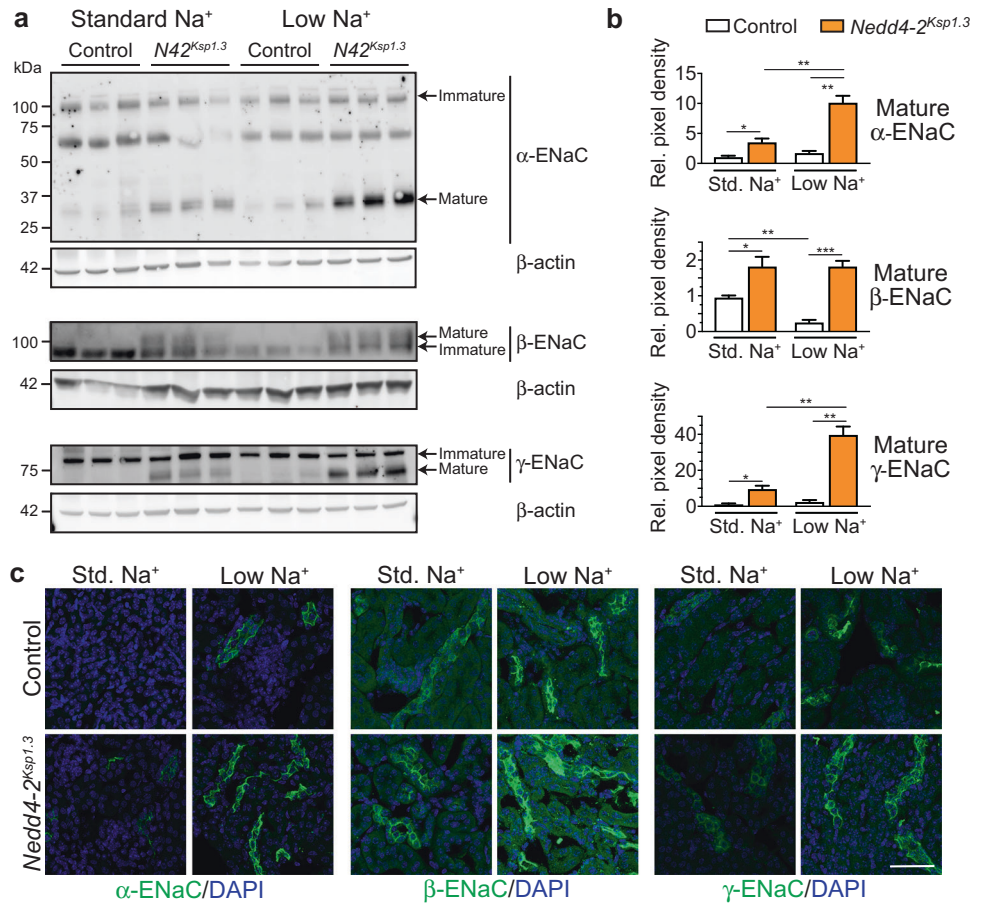 a
Standard Na+ Low Na+
Control N42Ksp1.3 Control N42Ksp1.3
kDa
100
75
50
37
25
Immature
Mature
α-ENaC
42
β-actin
100
Mature
Immature
β-ENaC
42
β-actin
75
Immature
Mature
γ-ENaC
42
β-actin
b
Control Nedd4-2Ksp1.3
Rel. pixel density
15
10
5
0
* ** **
Std. Na+ Low Na+
Mature
α-ENaC
Rel. pixel density
2
1
2
1
0
** * ***
Std. Na+ Low Na+
Mature
β-ENaC
Rel. pixel density
40
20
0
* ** **
Std. Na+ Low Na+
Mature
γ-ENaC
c
Std. Na+ Low Na+ Std. Na+ Low Na+ Std. Na+ Low Na+
Control
Nedd4-2Ksp1.3
α-ENaC/DAPI β-ENaC/DAPI γ-ENaC/DAPI